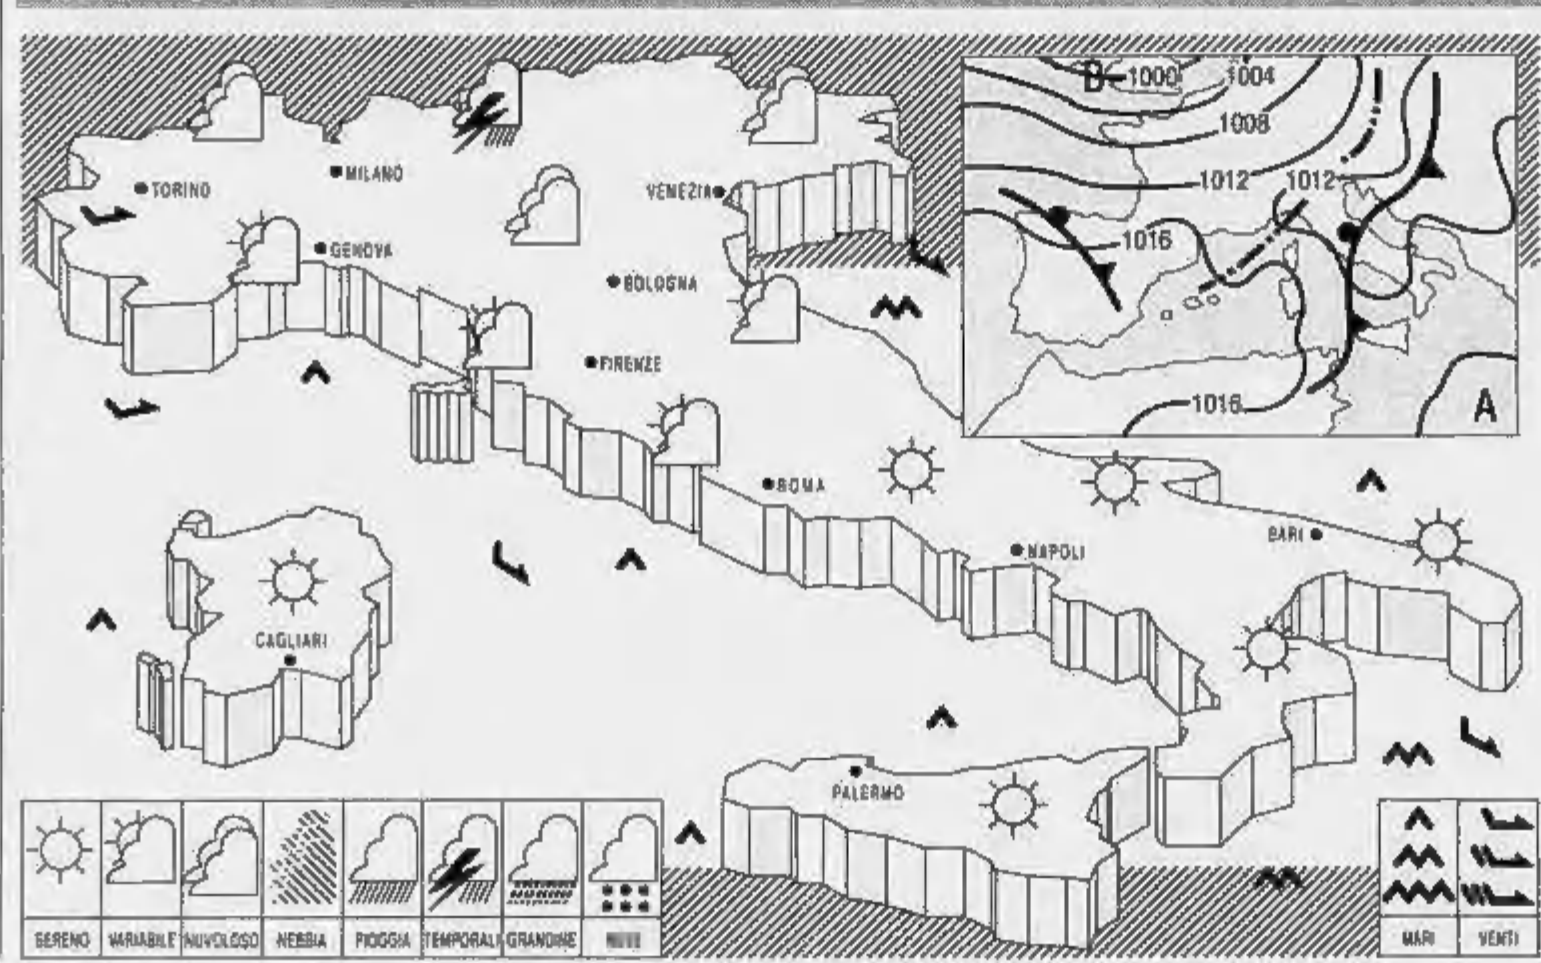 B 1000 1004
1008
1012 1012
1016
1016
A
TORINO
MILANO
VENEZIA
GENOVA
BOLOGNA
FIRENZE
ROMA
NAPOLI
BARI
CAGLIARI
PALERMO
SERENO VARIABILE NUVOLOSO NEBBIA PIOGGIA TEMPORALI GRANDINE NEVE
MARI VENTI